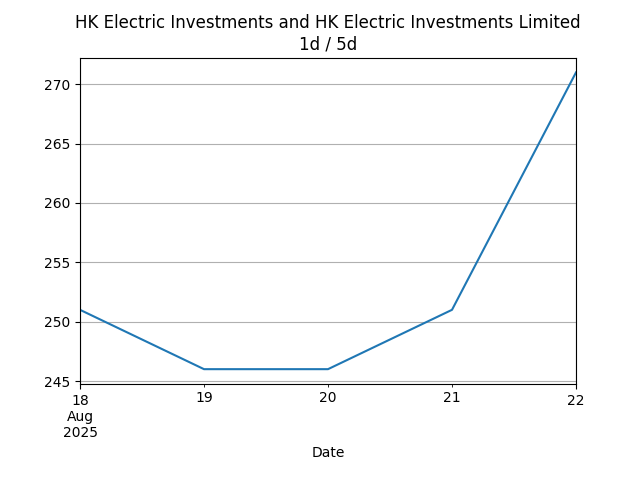 HK Electric Investments and HK Electric Investments Limited
1d / 5d
270
265
260
255
250
245
18 19 20 21 22
Aug
2025
Date